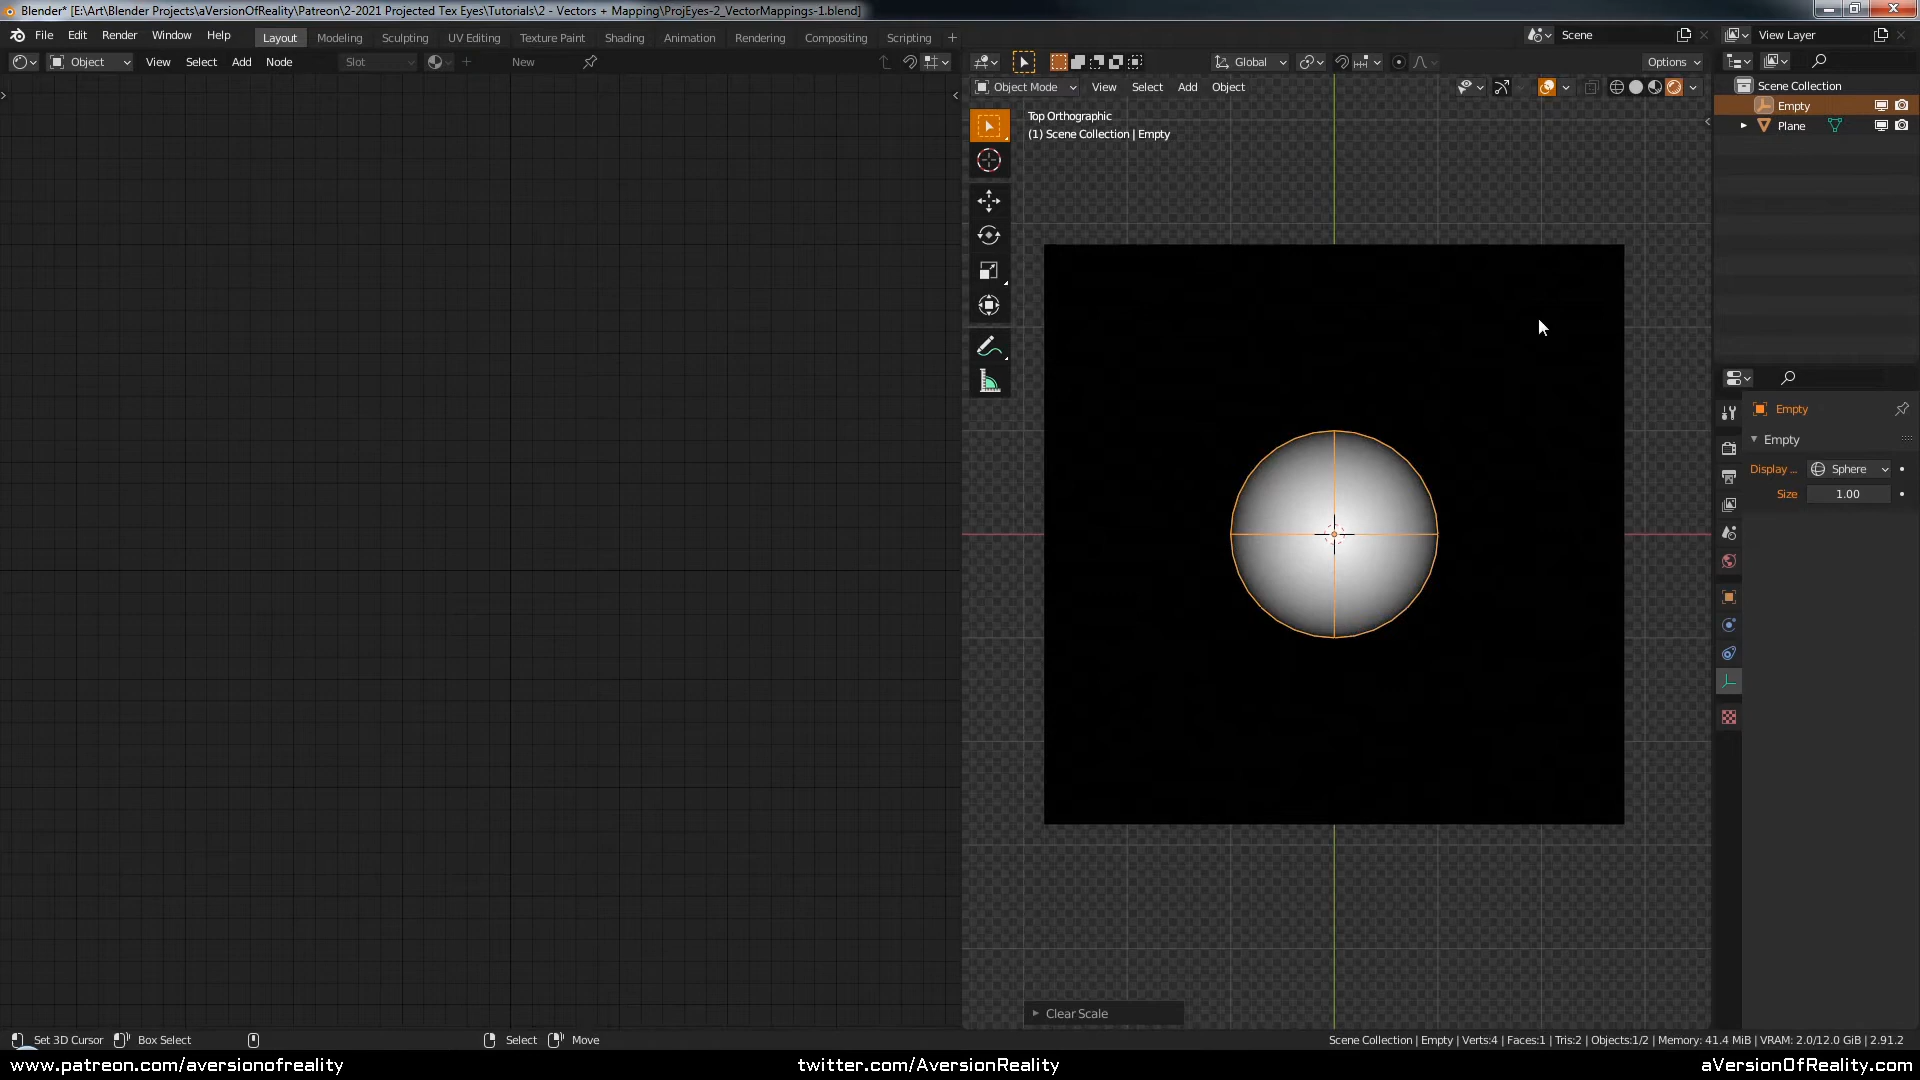 Blender* [E:\Art\Blender Projects\aVersionOfReality\Patreon\2-2021 Projected Tex Eyes\Tutorials\2 - Vectors + Mapping\ProjEyes-2_VectorMappings-1.blend]
File Edit Render Window Help Layout Modeling Sculpting UV Editing Texture Paint Shading Animation Rendering Compositing Scripting + Scene View Layer
Object View Select Add Node Slot New Global Options
Object Mode View Select Add Object
Scene Collection
Empty
Plane
Top Orthographic
(1) Scene Collection | Empty
Empty
Empty
Display ... Sphere
Size 1.00
Clear Scale
Set 3D Cursor Box Select Select Move Scene Collection | Empty | Verts:4 | Faces:1 | Tris:2 | Objects:1/2 | Memory: 41.4 MiB | VRAM: 2.0/12.0 GiB | 2.91.2
www.patreon.com/aversionofreality twitter.com/AversionReality aVersionOfReality.com